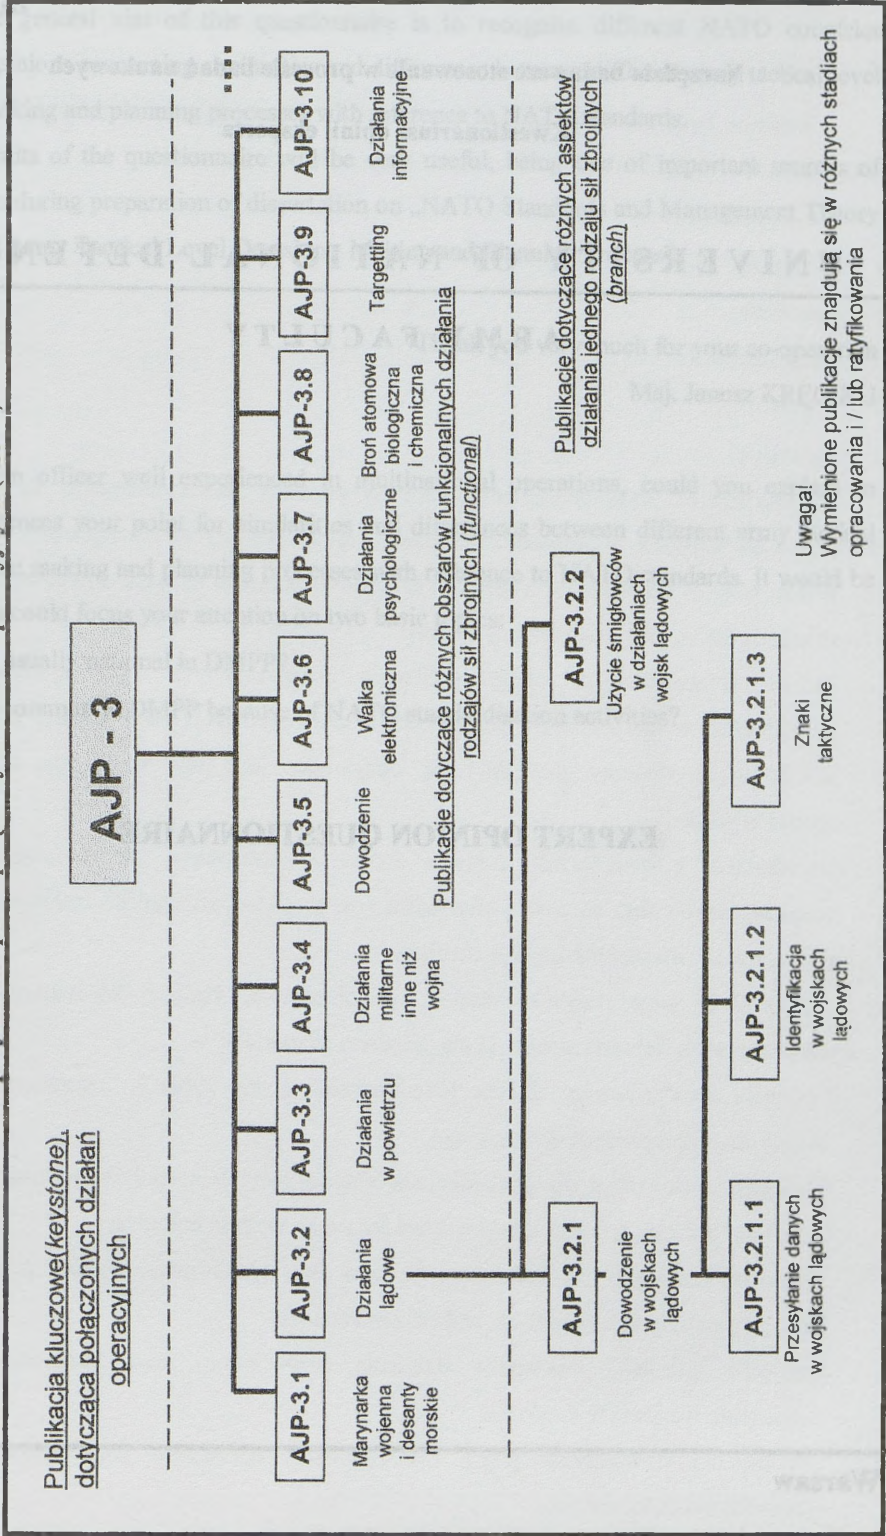 Publikacja kluczowe(keystone),
dotycząca połączonych działań
operacyjnych
AJP - 3
AJP-3.1
AJP-3.2
AJP-3.3
AJP-3.4
AJP-3.5
AJP-3.6
AJP-3.7
AJP-3.8
AJP-3.9
AJP-3.10
....
Marynarka
wojenna
i desanty
morskie
Działania
lądowe
Działania
w powietrzu
Działania
militarne
inne niż
wojna
Dowodzenie
Walka
elektroniczna
Działania
psychologiczne
Broń atomowa
biologiczna
chemiczna
Targetting
Działania
informacyjne
Publikacje dotyczące różnych obszarów funkcjonalnych działania
rodzajów sił zbrojnych (functional)
AJP-3.2.1
Dowodzenie
w wojskach
lądowych
AJP-3.2.2
Użycie śmigłowców
w działaniach
wojsk lądowych
Publikacje dotyczące różnych aspektów
działania jednego rodzaju sił zbrojnych
(branch)
AJP-3.2.1.1
Przesyłanie danych
w wojskach lądowych
AJP-3.2.1.2
Identyfikacja
w wojskach
lądowych
AJP-3.2.1.3
Znaki
taktyczne
Uwaga!
Wymienione publikacje znajdują się w różnych stadiach
opracowania i / lub ratyfikowania